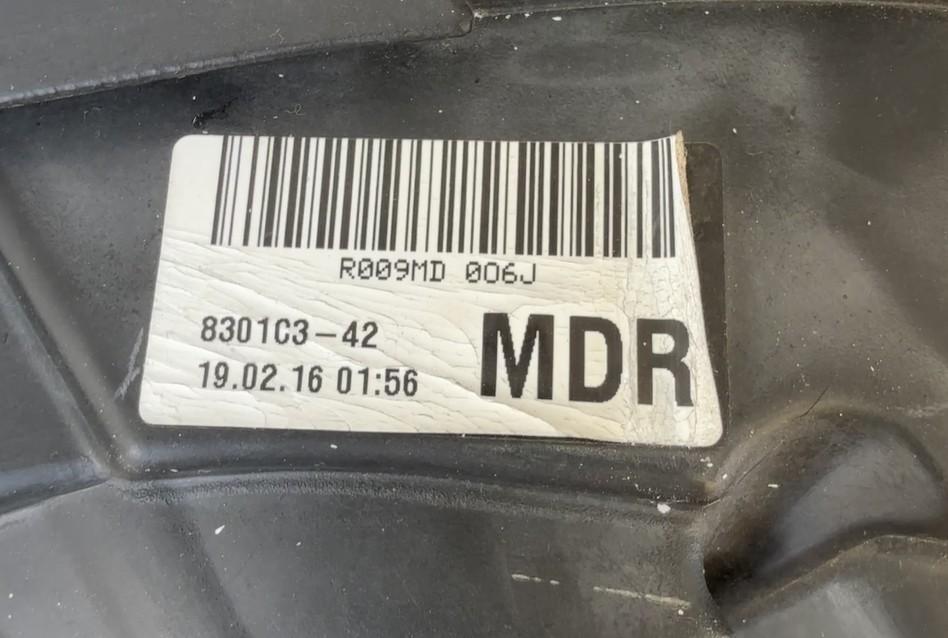 R009MD 006J
8301C3-42
19.02.16 01:56
MDR